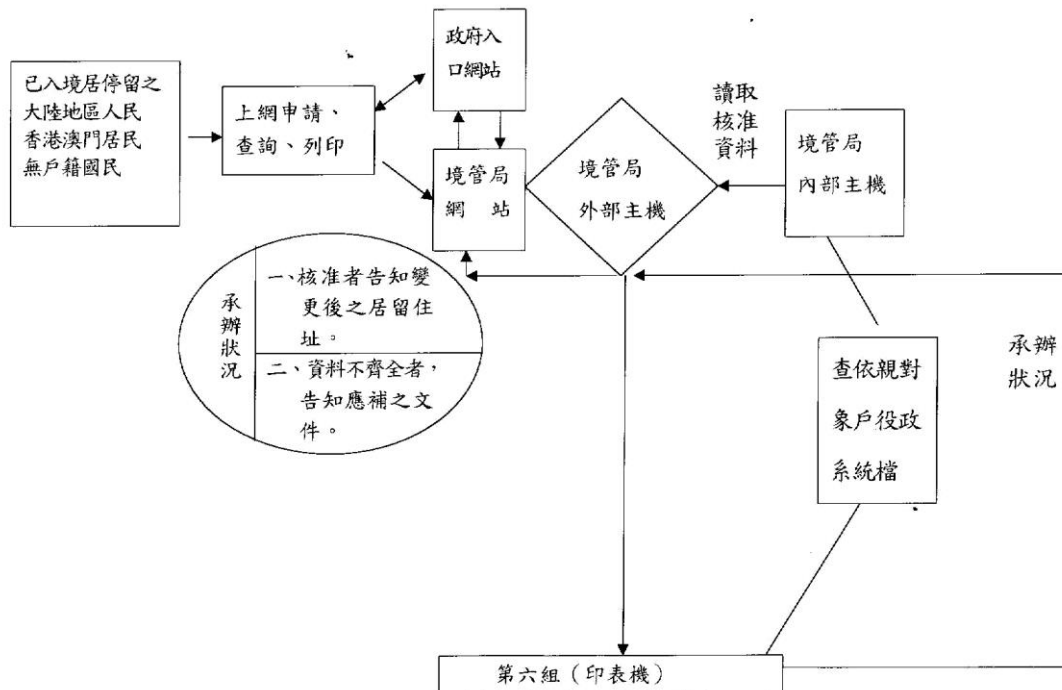 已入境居停留之
大陸地區人民
香港澳門居民
無戶籍國民
上網申請、
查詢、列印
政府入
口網站
境管局
網 站
境管局
外部主機
讀取
核准
資料
境管局
內部主機
承辦狀況
一、核准者告知變
更後之居留住
址。
二、資料不齊全者，
告知應補之文
件。
查依親對
象戶役政
系統檔
承辦
狀況
第六組（印表機）